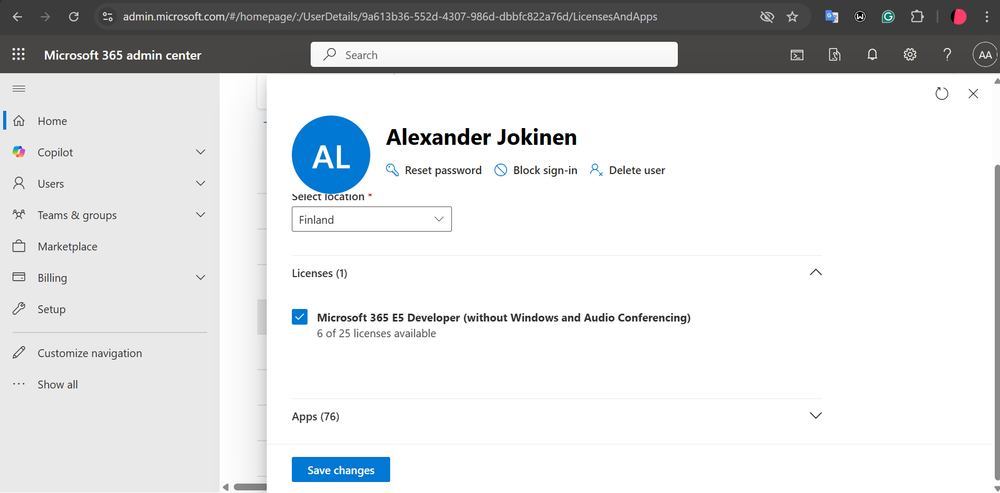 admin.microsoft.com/#/homepage/:/UserDetails/9a613b36-552d-4307-986d-dbbfc822a76d/LicensesAndApps
Microsoft 365 admin center
Search
AA
Home
Copilot
Users
Teams & groups
Marketplace
Billing
Setup
Customize navigation
Show all
AL
Alexander Jokinen
Reset password
Block sign-in
Delete user
Select location *
Finland
Licenses (1)
Microsoft 365 E5 Developer (without Windows and Audio Conferencing)
6 of 25 licenses available
Apps (76)
Save changes